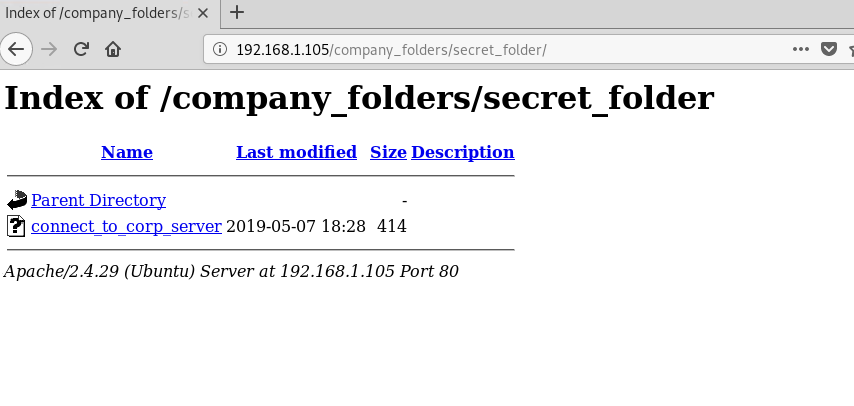 Index of /company_folders/s
192.168.1.105/company_folders/secret_folder/
Index of /company_folders/secret_folder
Name Last modified Size Description
Parent Directory -
connect_to_corp_server 2019-05-07 18:28 414
Apache/2.4.29 (Ubuntu) Server at 192.168.1.105 Port 80